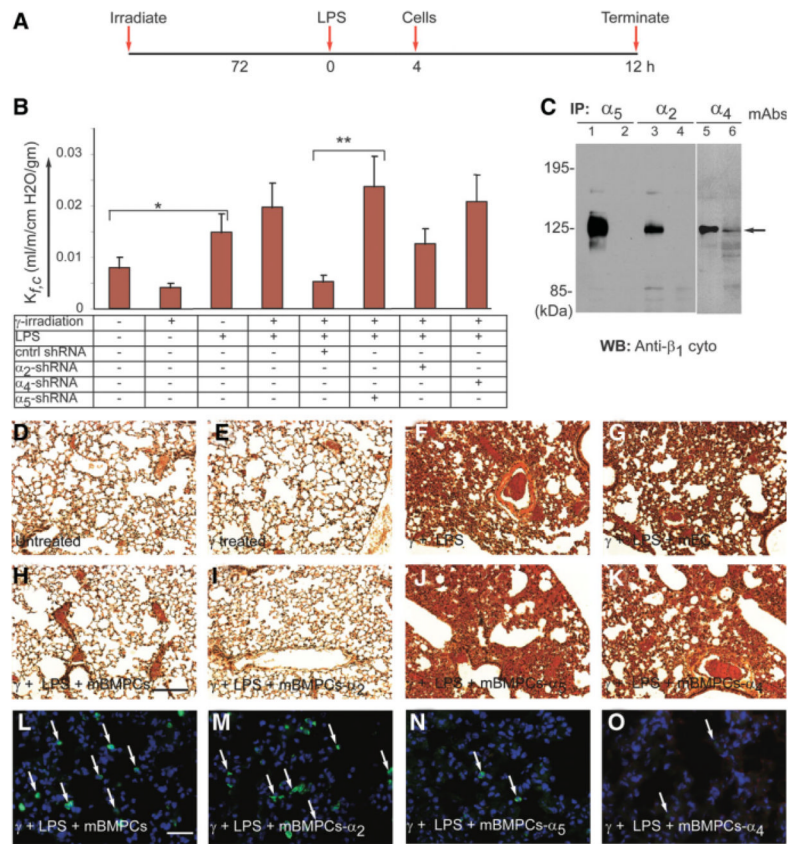 A
Irradiate LPS Cells Terminate
72 0 4 12 h
B
K f,c (ml/m/cm H2O/gm)
0.03
0.02
0.01
0
*
**
γ-irradiation - + - + + + + +
LPS - - + + + + + +
cntrl shRNA - - - - + - - -
α2-shRNA - - - - - - + -
α4-shRNA - - - - - - - +
α5-shRNA - - - - - + - -
C
IP: α5 α2 α4 mAbs
1 2 3 4 5 6
195-
125-
85-
(kDa)
WB: Anti-β1 cyto
D
Untreated
E
γ treated
F
γ + LPS
G
γ + LPS + mEC
H
γ + LPS + mBMPCs
I
γ + LPS + mBMPCs-α2
J
γ + LPS + mBMPCs-α5
K
γ + LPS + mBMPCs-α4
L
γ + LPS + mBMPCs
M
γ + LPS + mBMPCs-α2
N
γ + LPS + mBMPCs-α5
O
γ + LPS + mBMPCs-α4